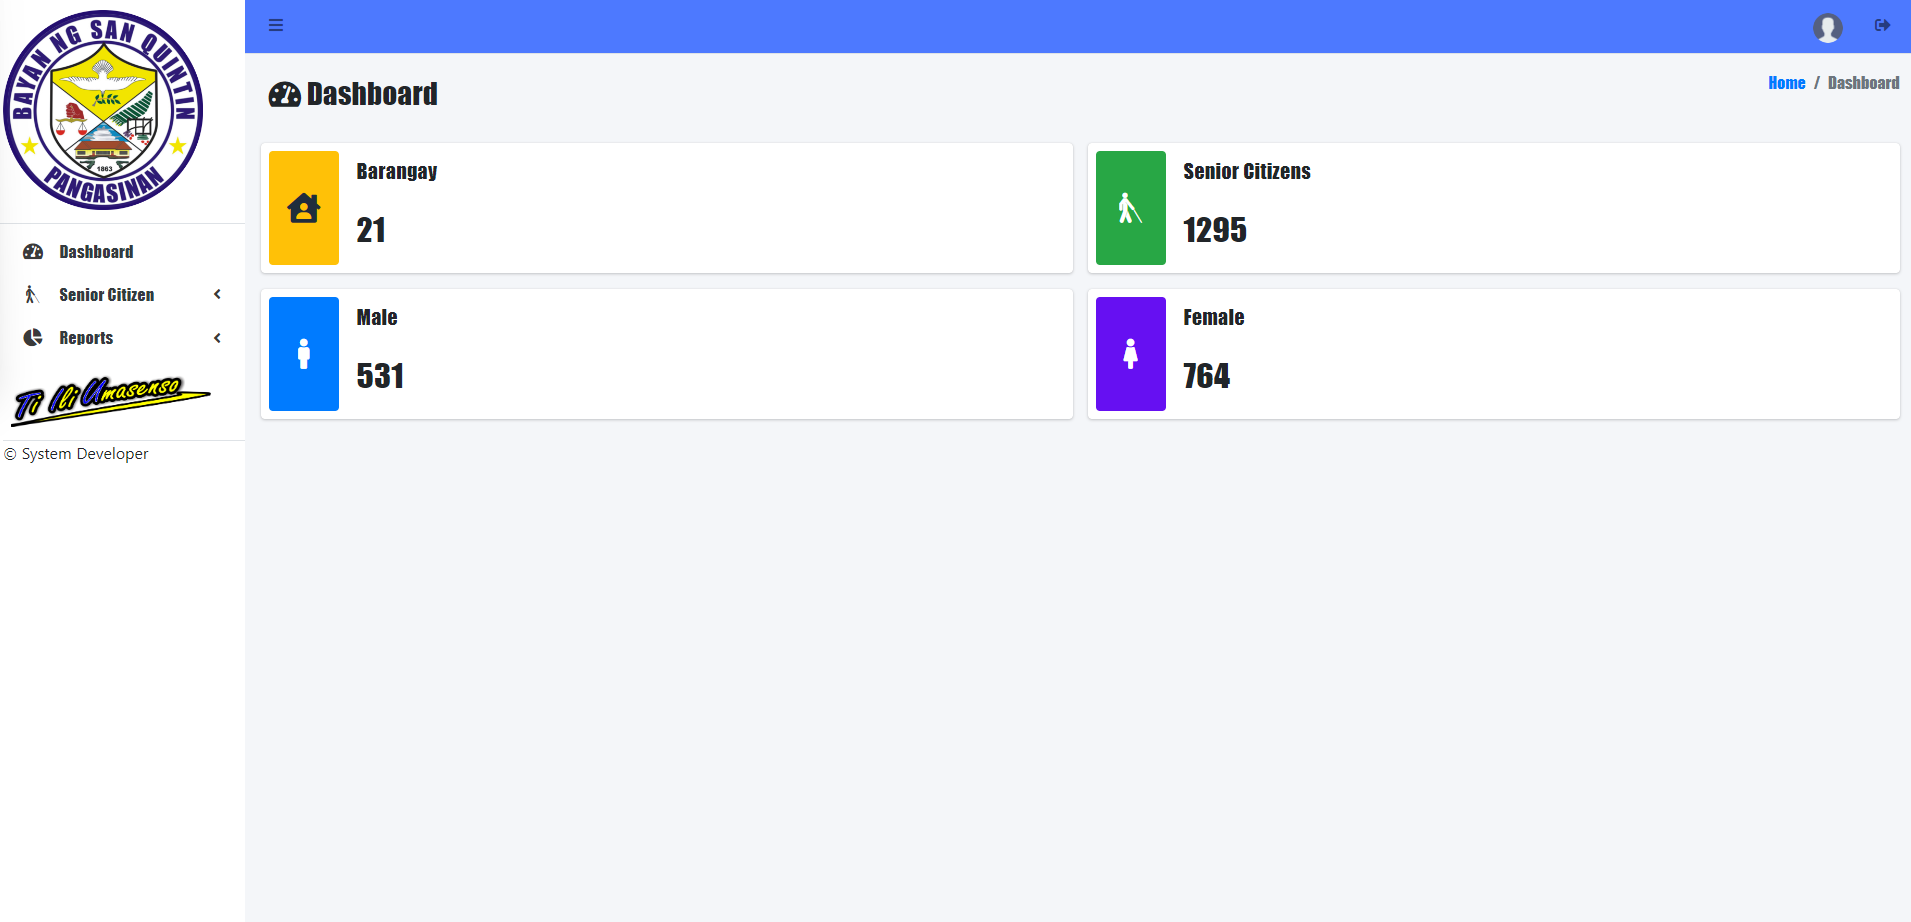 BAYAN NG SAN QUINTIN
1863
PANGASINAN
Dashboard
Senior Citizen
Reports
Ti Ili Umasenso
© System Developer
Dashboard
Home / Dashboard
Barangay
21
Senior Citizens
1295
Male
531
Female
764